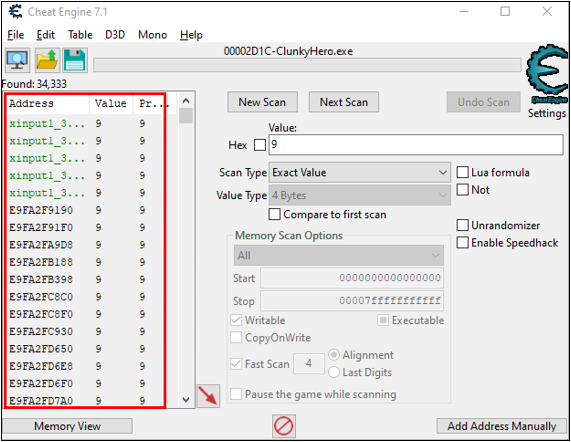 Cheat Engine 7.1
File Edit Table D3D Mono Help
00002D1C-ClunkyHero.exe
Found: 34,333
Address Value Pr...
xinput1_3... 9 9
xinput1_3... 9 9
xinput1_3... 9 9
xinput1_3... 9 9
xinput1_3... 9 9
E9FA2F9190 9 9
E9FA2F91F0 9 9
E9FA2FA9D8 9 9
E9FA2FB188 9 9
E9FA2FB398 9 9
E9FA2FC8C0 9 9
E9FA2FC8F0 9 9
E9FA2FC930 9 9
E9FA2FD650 9 9
E9FA2FD6E8 9 9
E9FA2FD6F0 9 9
E9FA2FD7A0 9 9
New Scan Next Scan Undo Scan
Cheat Engine
Settings
Value:
Hex 9
Scan Type Exact Value
Lua formula
Value Type 4 Bytes
Not
Compare to first scan
Unrandomizer
Enable Speedhack
Memory Scan Options
All
Start 0000000000000000
Stop 00007fffffffffff
Writable Executable
CopyOnWrite
Fast Scan 4 Alignment
Last Digits
Pause the game while scanning
Memory View
Add Address Manually